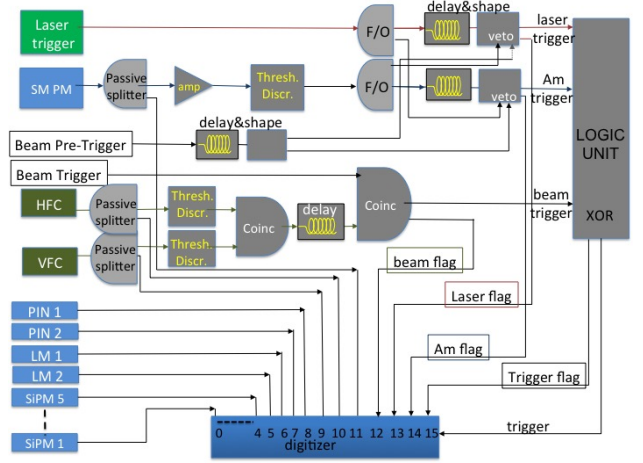 delay&shape
Laser
trigger
F/O
veto
laser
trigger
SM PM
Passive
splitter
amp
Thresh.
Discr.
F/O
veto
Am
trigger
delay&shape
Beam Pre-Trigger
LOGIC
UNIT
XOR
Beam Trigger
HFC
Passive
splitter
Thresh.
Discr.
Coinc
delay
Coinc
beam
trigger
VFC
Passive
splitter
Thresh.
Discr.
beam flag
Laser flag
PIN 1
PIN 2
LM 1
LM 2
SiPM 5
SiPM 1
Am flag
Trigger flag
trigger
0 4 5 6 7 8 9 10 11 12 13 14 15
digitizer